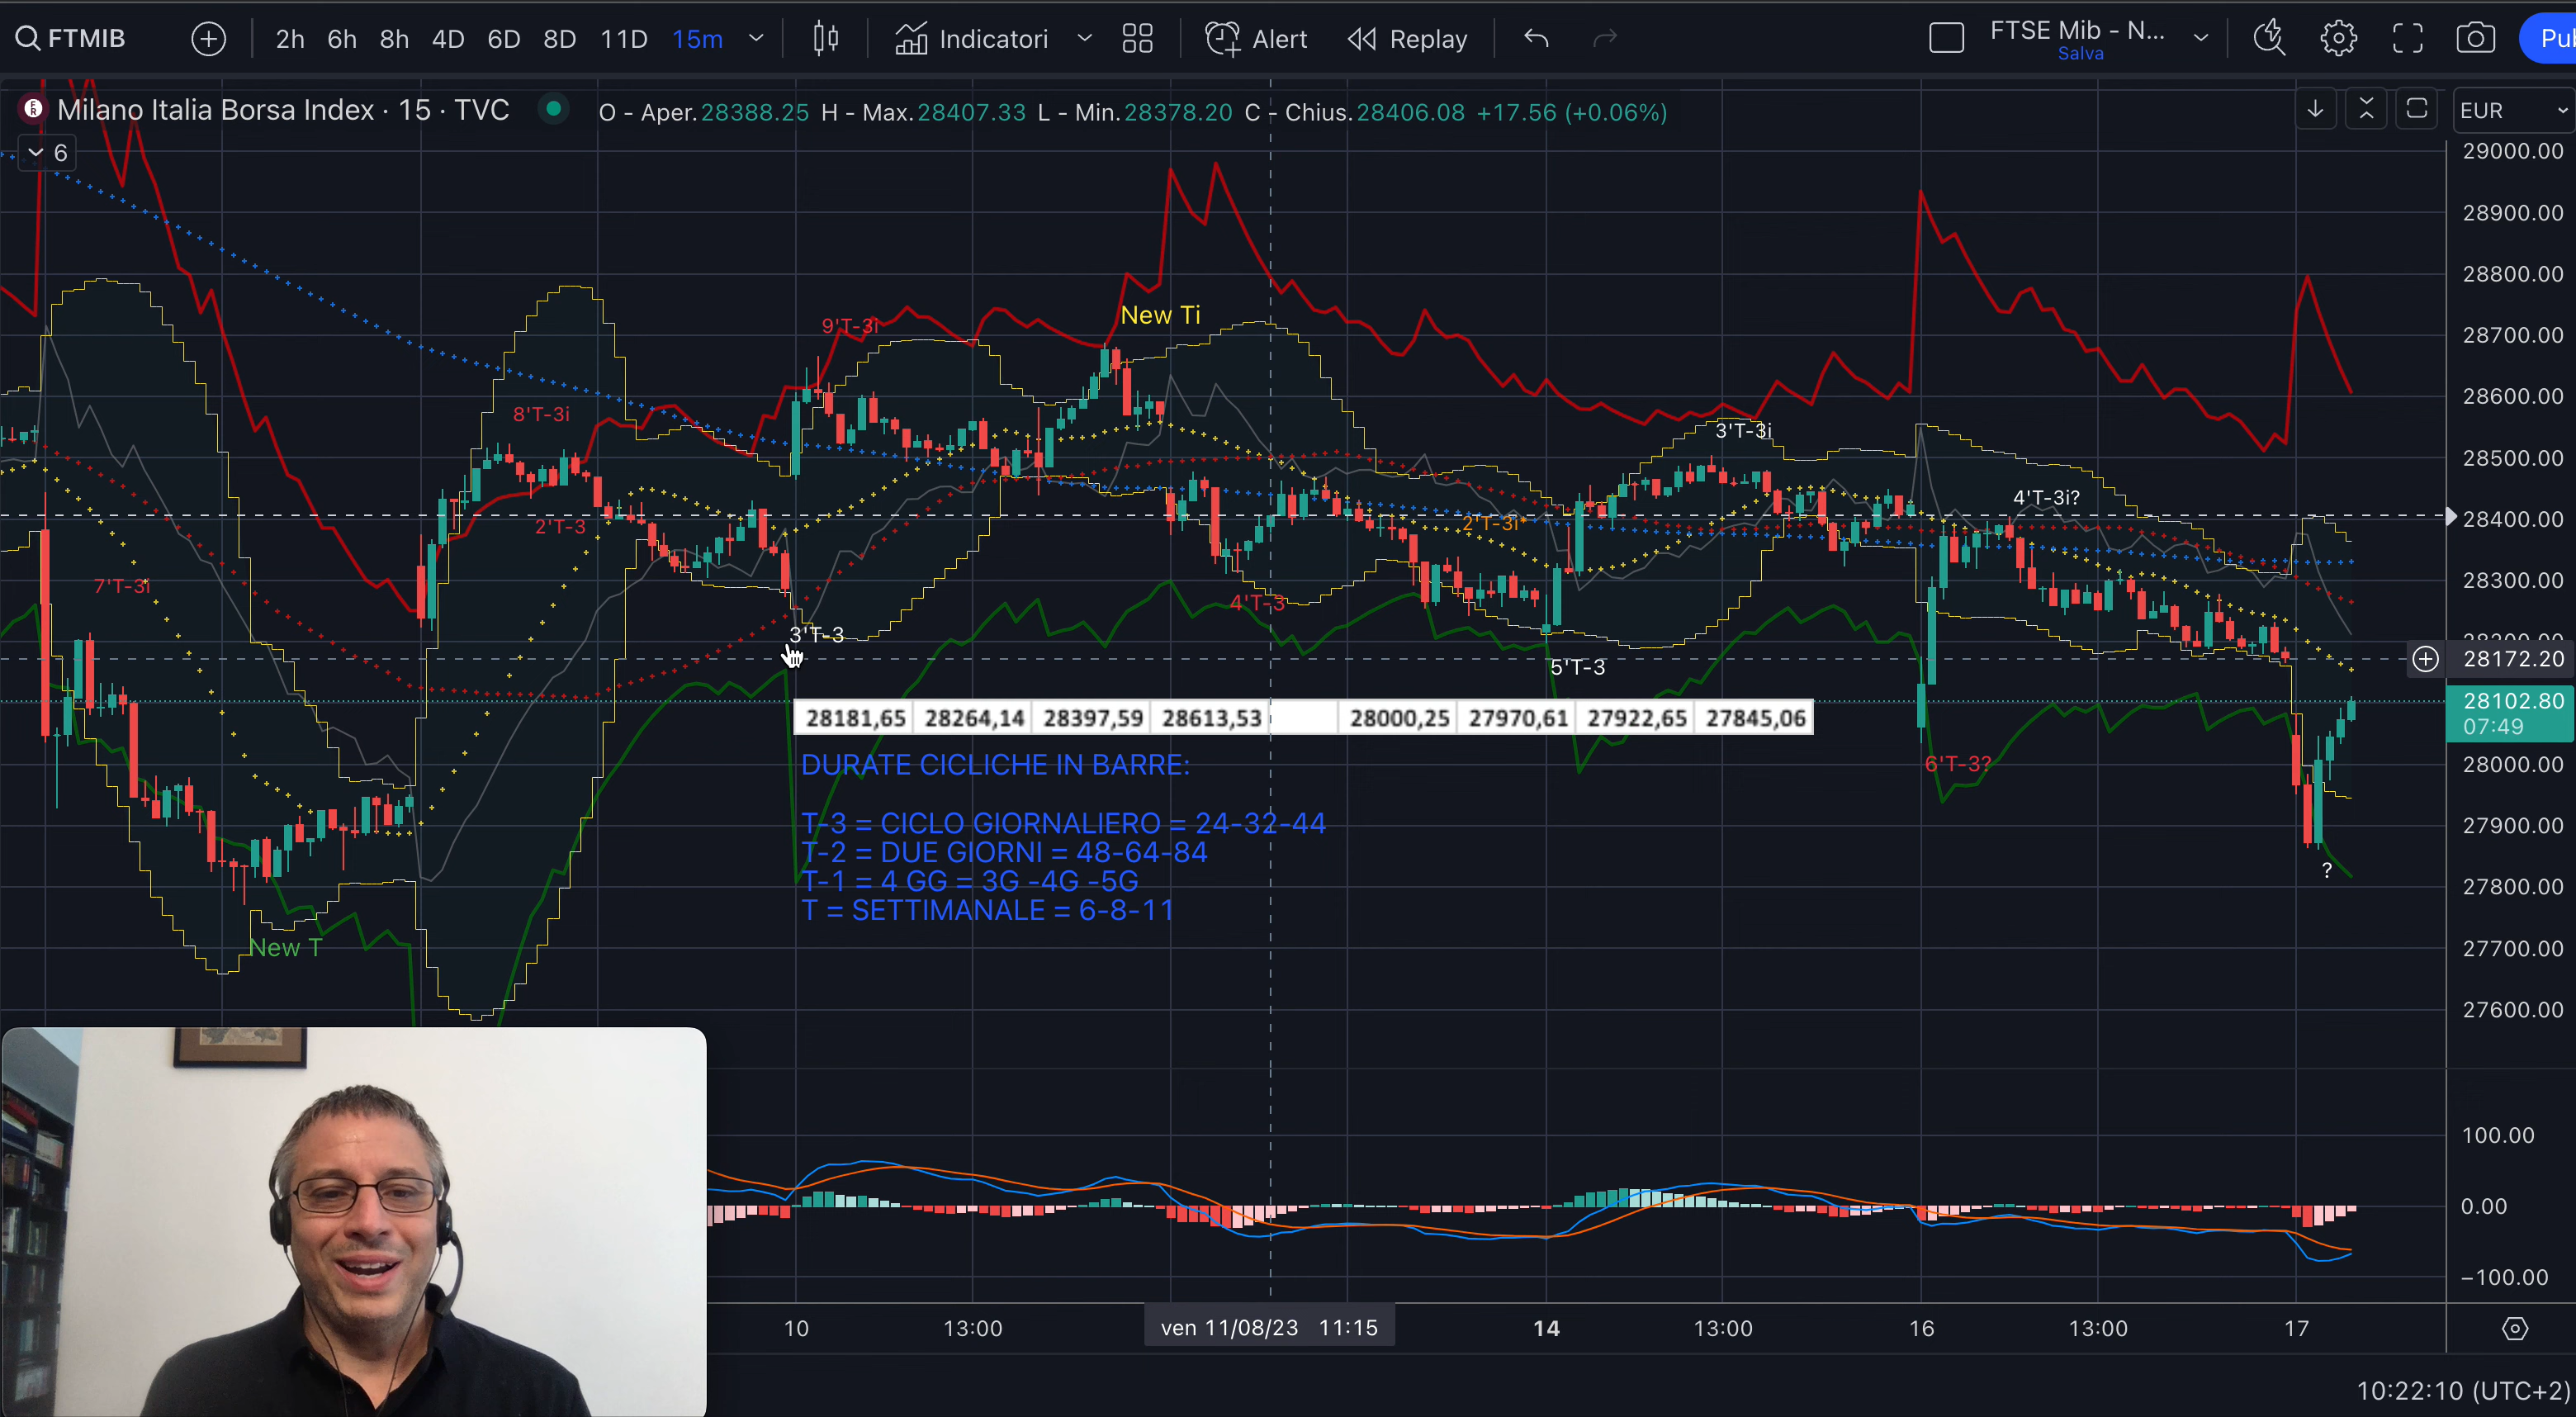 FTMIB 2h 6h 8h 4D 6D 8D 11D 15m Indicatori Alert Replay FTSE Mib - N... Pub
Salva
Milano Italia Borsa Index · 15 · TVC O - Aper.28388.25 H - Max.28407.33 L - Min.28378.20 C - Chius.28406.08 +17.56 (+0.06%) EUR
6
29000.00
28900.00
28800.00
28700.00
28600.00
28500.00
28400.00
28300.00
28200.00
28172.20
28102.80
07:49
28000.00
27900.00
27800.00
27700.00
27600.00
100.00
0.00
−100.00
New Ti
9'T-3i
8'T-3i
3'T-3i
4'T-3i?
2'T-3
2'T-3i*
7'T-3i
4'T-3
3'T-3
5'T-3
28181,65 28264,14 28397,59 28613,53 28000,25 27970,61 27922,65 27845,06
6'T-3?
DURATE CICLICHE IN BARRE:
T-3 = CICLO GIORNALIERO = 24-32-44
T-2 = DUE GIORNI = 48-64-84
T-1 = 4 GG = 3G -4G -5G
T = SETTIMANALE = 6-8-11
?
New T
10 13:00 ven 11/08/23 11:15 14 13:00 16 13:00 17
10:22:10 (UTC+2)